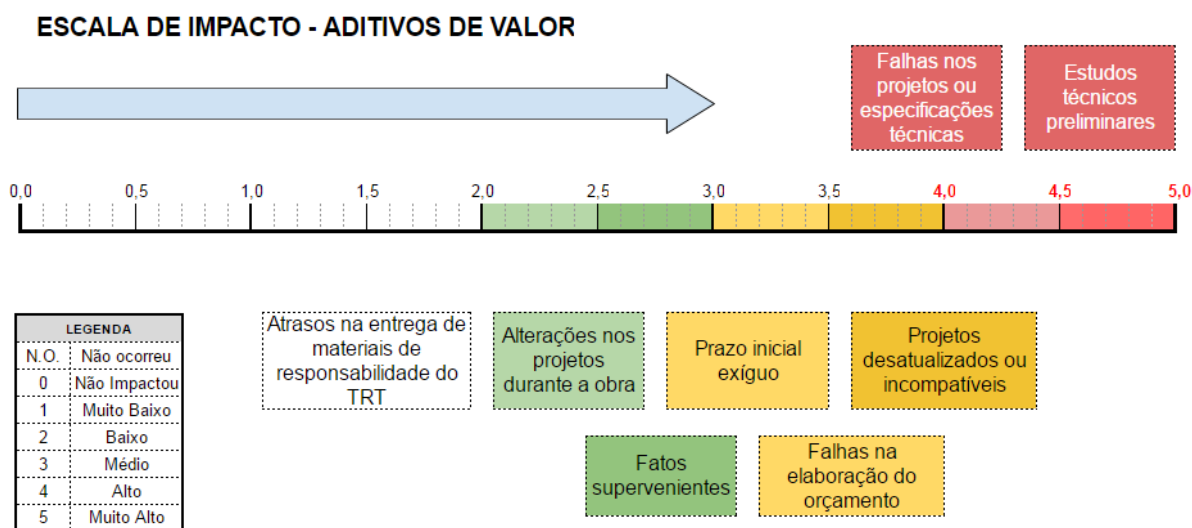 ESCALA DE IMPACTO - ADITIVOS DE VALOR
Falhas nos
projetos ou
especificações
técnicas
Estudos
técnicos
preliminares
0,0 0,5 1,0 1,5 2,0 2,5 3,0 3,5 4,0 4,5 5,0
LEGENDA
N.O. Não ocorreu
0 Não Impactou
1 Muito Baixo
2 Baixo
3 Médio
4 Alto
5 Muito Alto
Atrasos na entrega de
materiais de
responsabilidade do
TRT
Alterações nos
projetos
durante a obra
Prazo inicial
exíguo
Projetos
desatualizados ou
incompatíveis
Fatos
supervenientes
Falhas na
elaboração do
orçamento